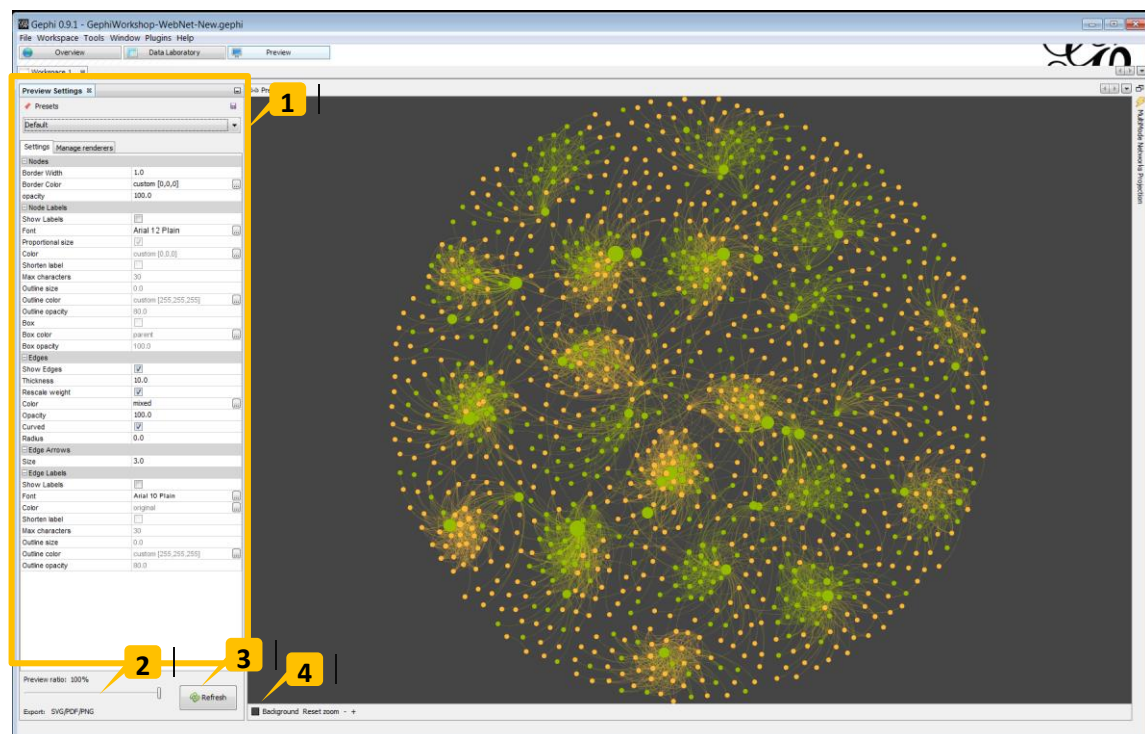 Gephi 0.9.1 - GephiWorkshop-WebNet-New.gephi
File Workspace Tools Window Plugins Help
Overview Data Laboratory Preview
Workspace 1
Preview Settings
1
Presets
Default
Settings Manage renderers
Nodes
Border Width 1.0
Border Color custom [0,0,0] ...
opacity 100.0
Node Labels
Show Labels
Font Arial 12 Plain ...
Proportional size
Color custom [0,0,0] ...
Shorten label
Max characters 30
Outline size 0.0
Outline color custom [255,255,255] ...
Outline opacity 80.0
Box
Box color parent ...
Box opacity 100.0
Edges
Show Edges
Thickness 10.0
Rescale weight
Color mixed ...
Opacity 100.0
Curved
Radius 0.0
Edge Arrows
Size 3.0
Edge Labels
Show Labels
Font Arial 10 Plain ...
Color original ...
Shorten label
Max characters 30
Outline size 0.0
Outline color custom [255,255,255] ...
Outline opacity 80.0
MultiMode Networks Projection
2
3
4
Preview ratio: 100%
Refresh
Export: SVG/PDF/PNG
Background Reset zoom - +